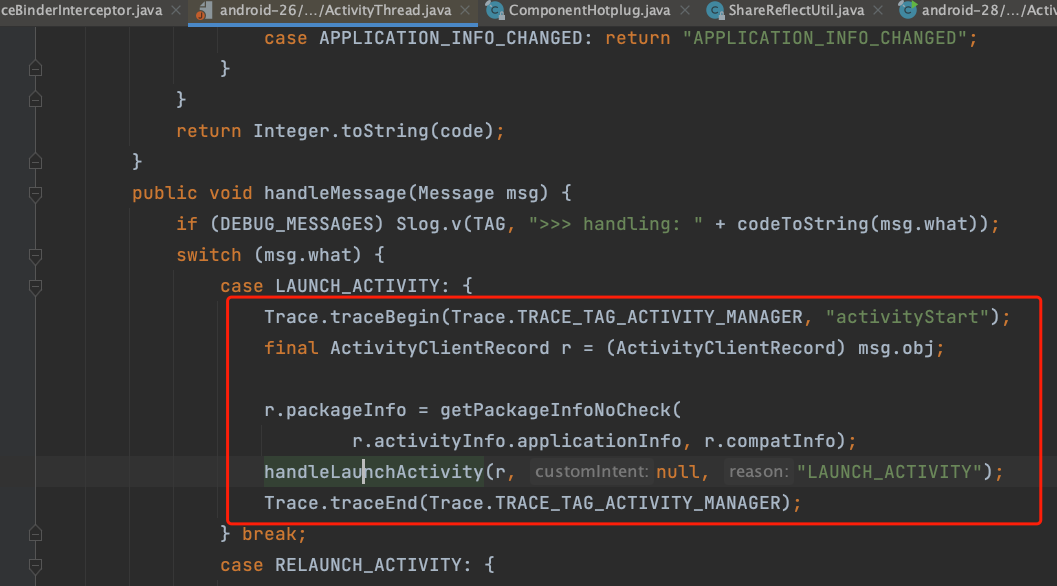 ceBinderInterceptor.java android-26/.../ActivityThread.java ComponentHotplug.java ShareReflectUtil.java android-28/.../Activ
case APPLICATION_INFO_CHANGED: return "APPLICATION_INFO_CHANGED";
}
}
return Integer.toString(code);
}
public void handleMessage(Message msg) {
if (DEBUG_MESSAGES) Slog.v(TAG, ">>> handling: " + codeToString(msg.what));
switch (msg.what) {
case LAUNCH_ACTIVITY: {
Trace.traceBegin(Trace.TRACE_TAG_ACTIVITY_MANAGER, "activityStart");
final ActivityClientRecord r = (ActivityClientRecord) msg.obj;
r.packageInfo = getPackageInfoNoCheck(
r.activityInfo.applicationInfo, r.compatInfo);
handleLaunchActivity(r, customIntent: null, reason: "LAUNCH_ACTIVITY");
Trace.traceEnd(Trace.TRACE_TAG_ACTIVITY_MANAGER);
} break;
case RELAUNCH_ACTIVITY: {